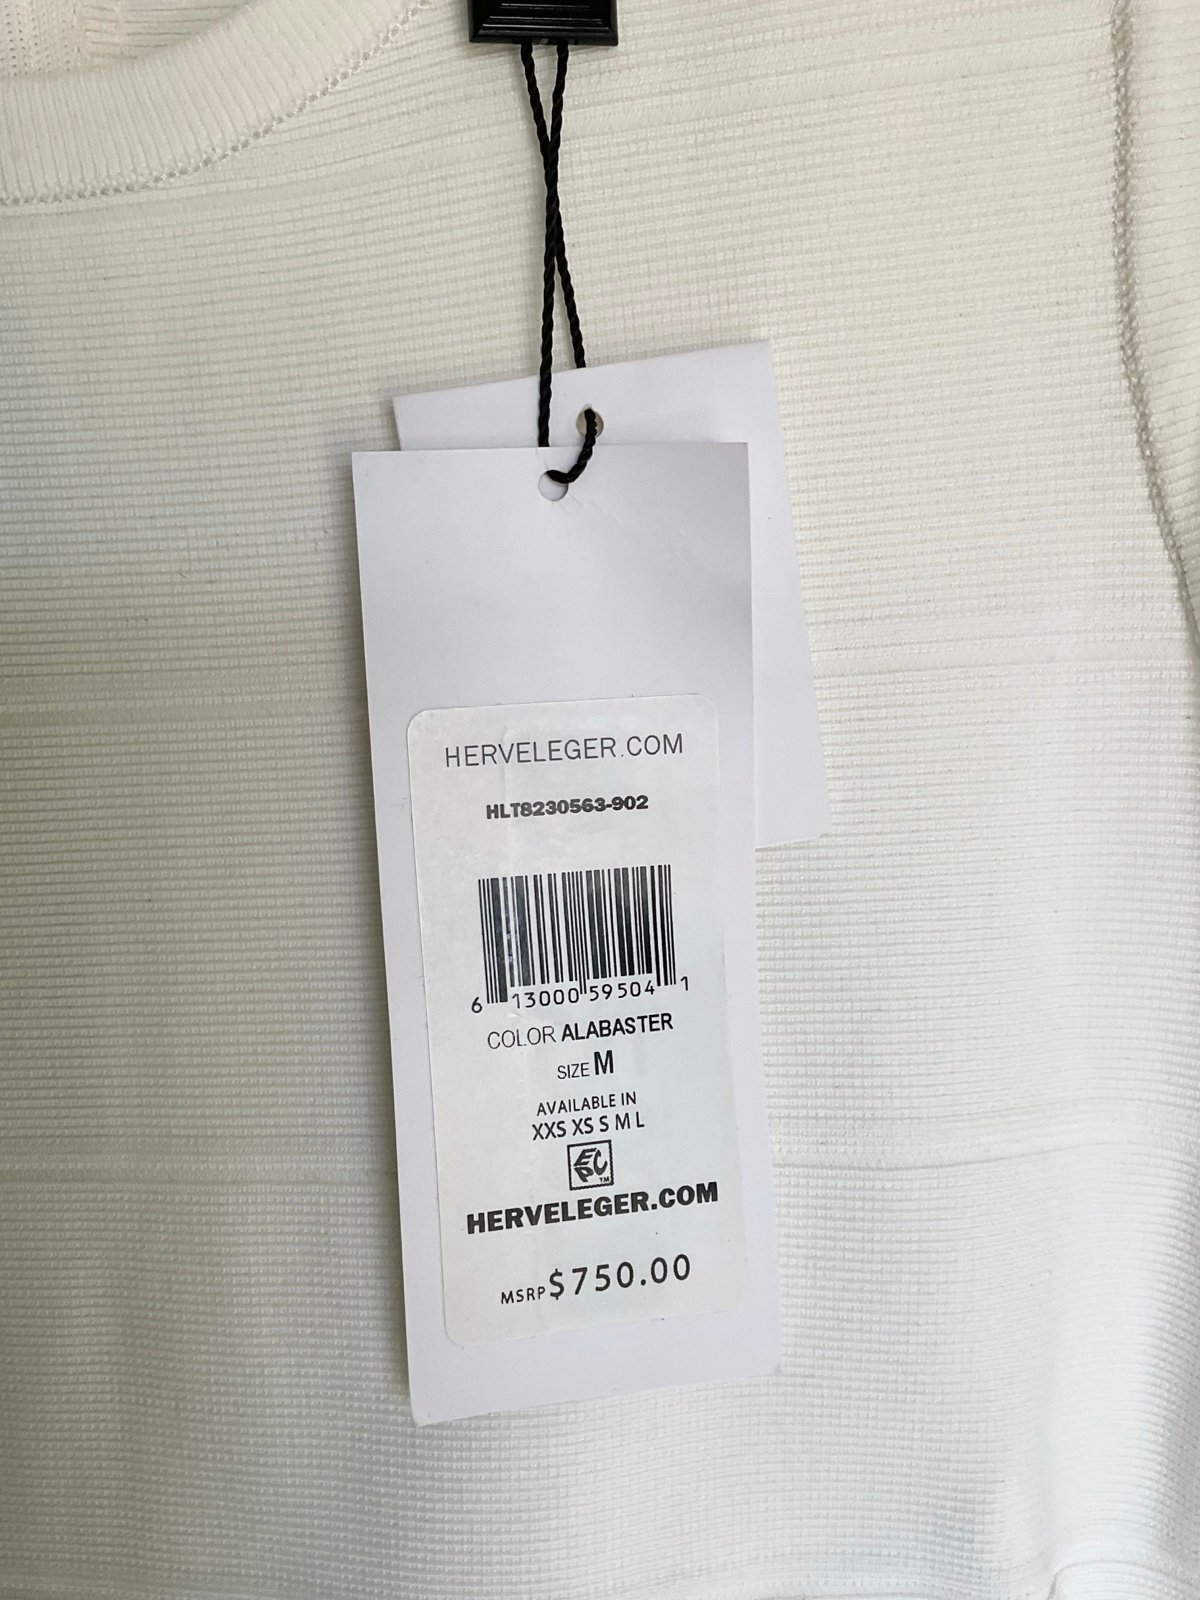 HERVELEGER.COM
HLT8230563-902
6 13000 59504 1
COLOR ALABASTER
SIZE M
AVAILABLE IN
XXS XS S M L
EPC™
HERVELEGER.COM
MSRP $750.00